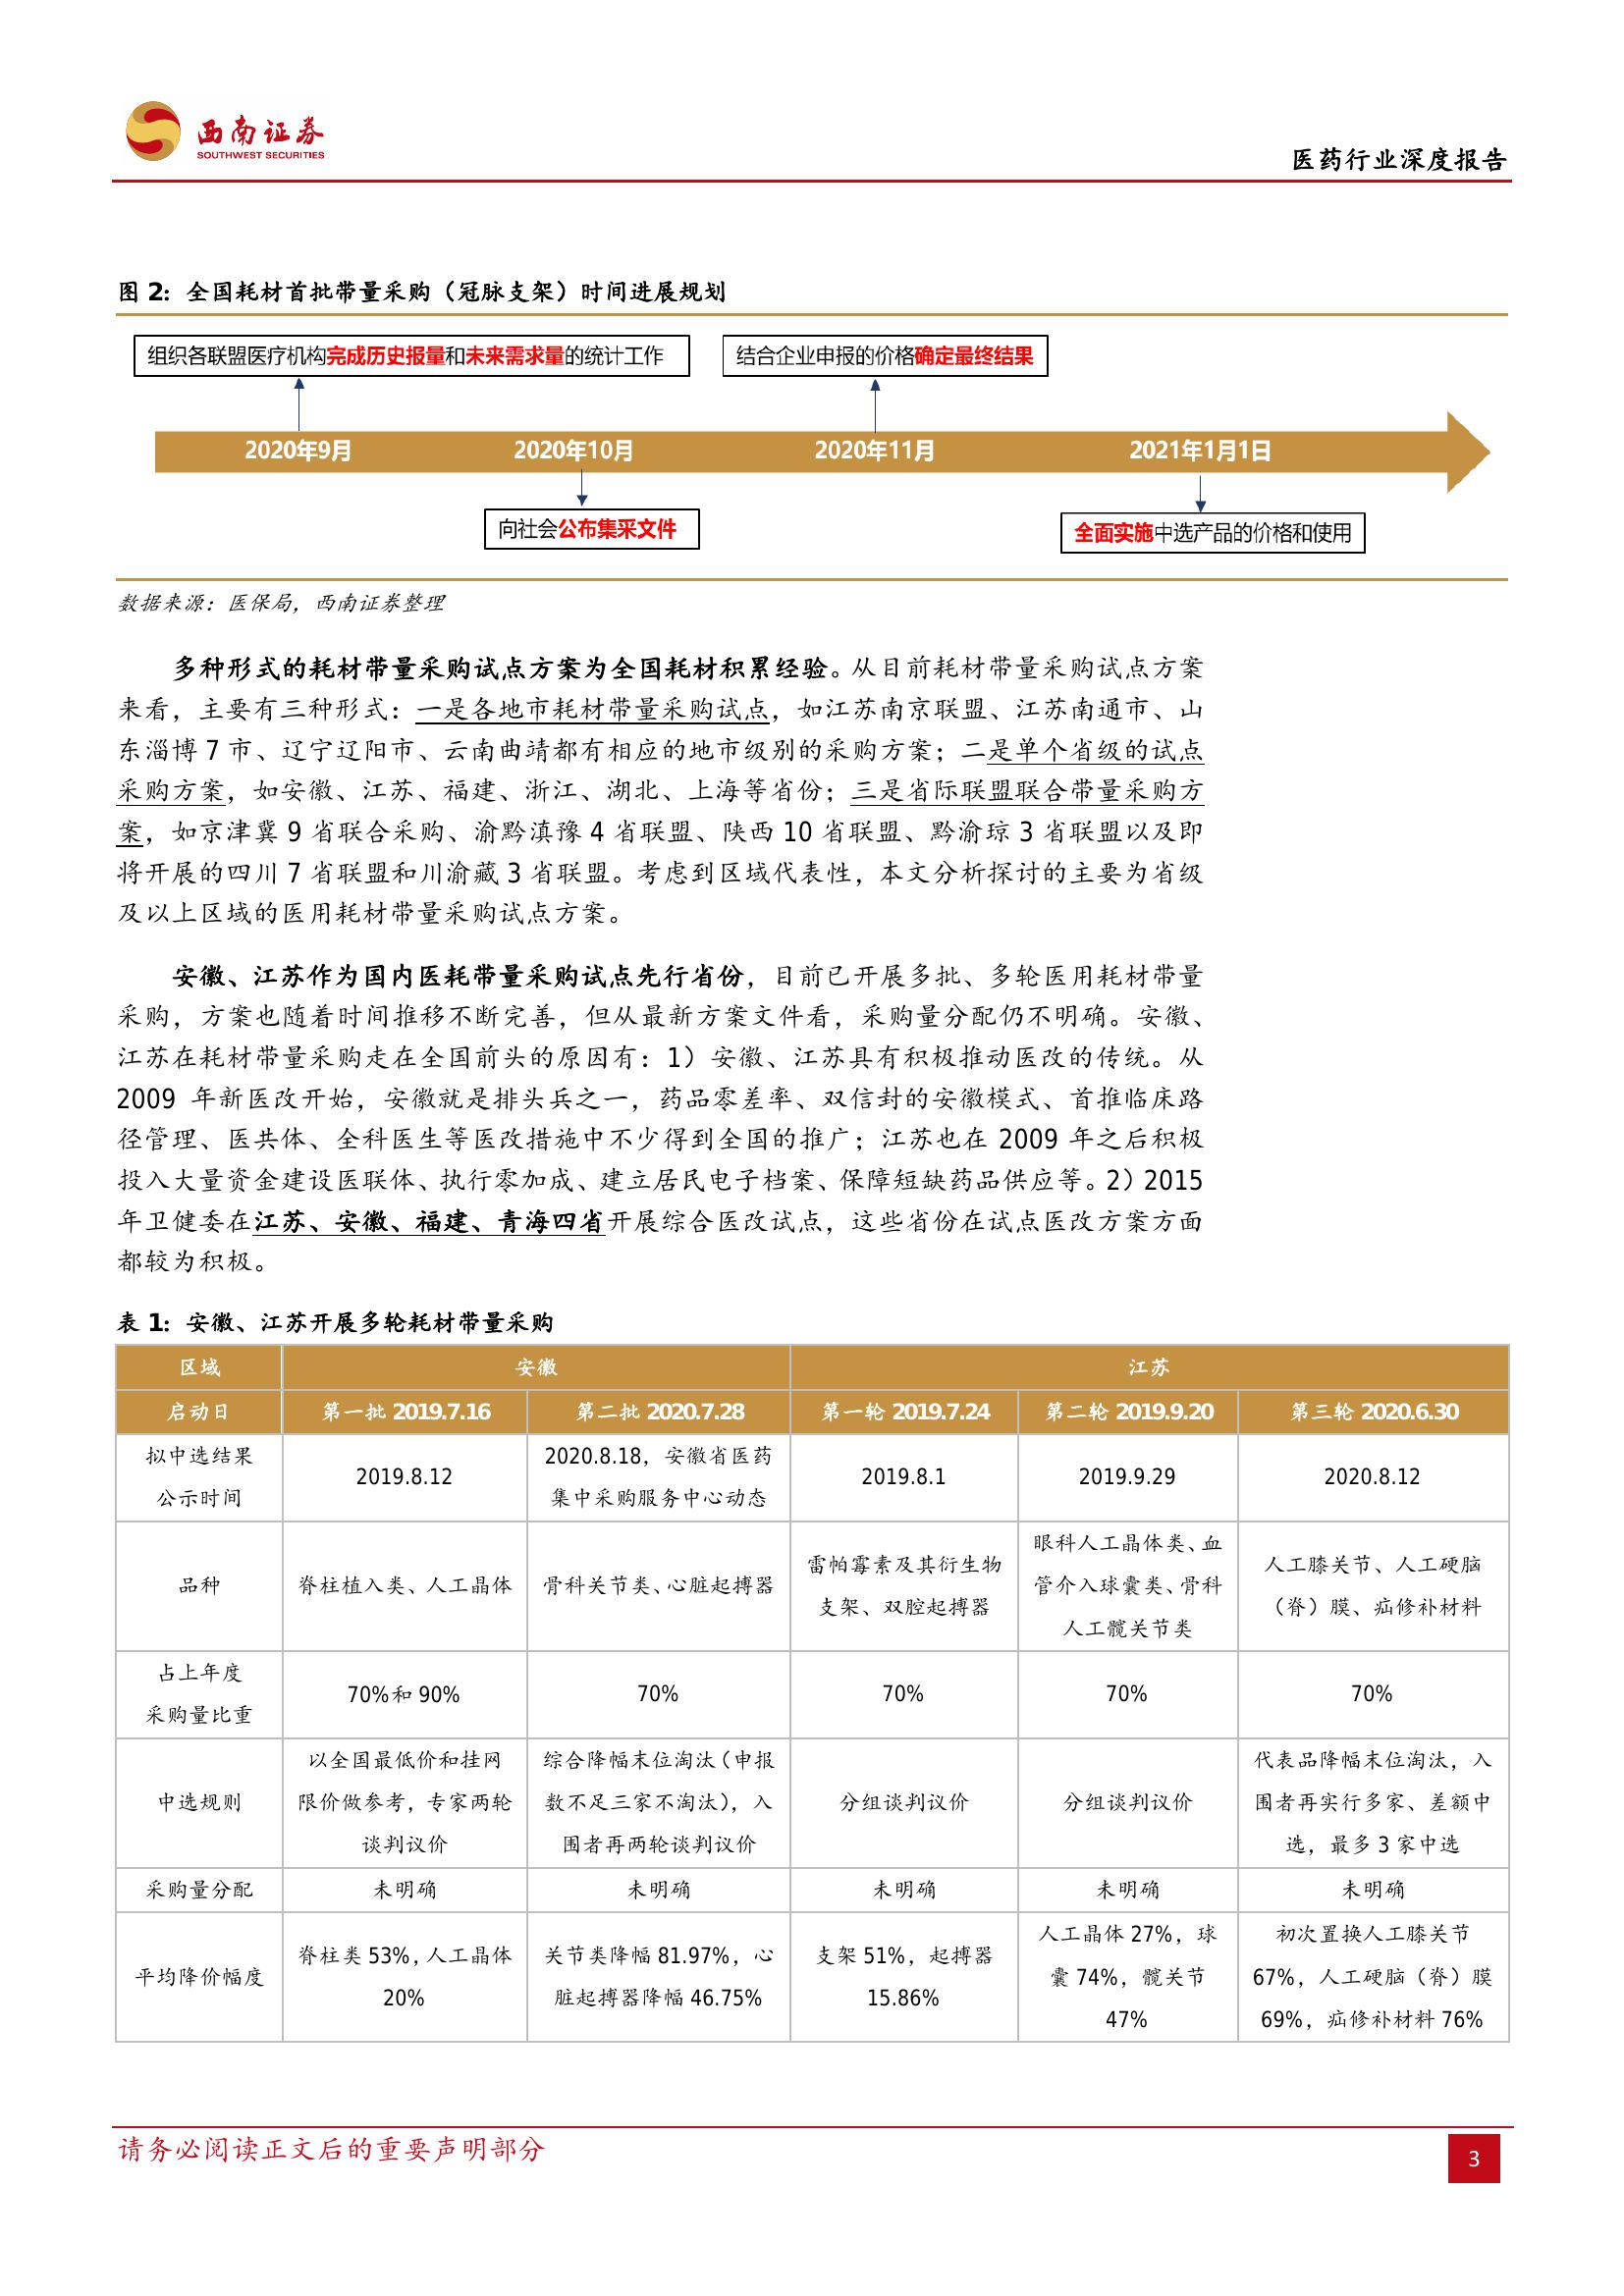 西南证券
SOUTHWEST SECURITIES
医药行业深度报告
图 2：全国耗材首批带量采购（冠脉支架）时间进展规划
组织各联盟医疗机构完成历史报量和未来需求量的统计工作
结合企业申报的价格确定最终结果
2020年9月
2020年10月
2020年11月
2021年1月1日
向社会公布集采文件
全面实施中选产品的价格和使用
数据来源：医保局，西南证券整理
多种形式的耗材带量采购试点方案为全国耗材积累经验。从目前耗材带量采购试点方案
来看，主要有三种形式：一是各地市耗材带量采购试点，如江苏南京联盟、江苏南通市、山
东淄博 7 市、辽宁辽阳市、云南曲靖都有相应的地市级别的采购方案；二是单个省级的试点
采购方案，如安徽、江苏、福建、浙江、湖北、上海等省份；三是省际联盟联合带量采购方
案，如京津冀 9 省联合采购、渝黔滇豫 4 省联盟、陕西 10 省联盟、黔渝琼 3 省联盟以及即
将开展的四川 7 省联盟和川渝藏 3 省联盟。考虑到区域代表性，本文分析探讨的主要为省级
及以上区域的医用耗材带量采购试点方案。
安徽、江苏作为国内医耗带量采购试点先行省份，目前已开展多批、多轮医用耗材带量
采购，方案也随着时间推移不断完善，但从最新方案文件看，采购量分配仍不明确。安徽、
江苏在耗材带量采购走在全国前头的原因有：1）安徽、江苏具有积极推动医改的传统。从
2009 年新医改开始，安徽就是排头兵之一，药品零差率、双信封的安徽模式、首推临床路
径管理、医共体、全科医生等医改措施中不少得到全国的推广；江苏也在 2009 年之后积极
投入大量资金建设医联体、执行零加成、建立居民电子档案、保障短缺药品供应等。2）2015
年卫健委在江苏、安徽、福建、青海四省开展综合医改试点，这些省份在试点医改方案方面
都较为积极。
表 1：安徽、江苏开展多轮耗材带量采购
区域 安徽 江苏
启动日 第一批 2019.7.16 第二批 2020.7.28 第一轮 2019.7.24 第二轮 2019.9.20 第三轮 2020.6.30
拟中选结果
公示时间
2019.8.12
2020.8.18，安徽省医药
集中采购服务中心动态
2019.8.1
2019.9.29
2020.8.12
品种
脊柱植入类、人工晶体
骨科关节类、心脏起搏器
雷帕霉素及其衍生物
支架、双腔起搏器
眼科人工晶体类、血
管介入球囊类、骨科
人工髋关节类
人工膝关节、人工硬脑
（脊）膜、疝修补材料
占上年度
采购量比重
70%和 90%
70%
70%
70%
70%
中选规则
以全国最低价和挂网
限价做参考，专家两轮
谈判议价
综合降幅末位淘汰（申报
数不足三家不淘汰），入
围者再两轮谈判议价
分组谈判议价
分组谈判议价
代表品降幅末位淘汰，入
围者再实行多家、差额中
选，最多 3 家中选
采购量分配 未明确 未明确 未明确 未明确 未明确
平均降价幅度
脊柱类 53%，人工晶体
20%
关节类降幅 81.97%，心
脏起搏器降幅 46.75%
支架 51%，起搏器
15.86%
人工晶体 27%，球
囊 74%，髋关节
47%
初次置换人工膝关节
67%，人工硬脑（脊）膜
69%，疝修补材料 76%
请务必阅读正文后的重要声明部分
3